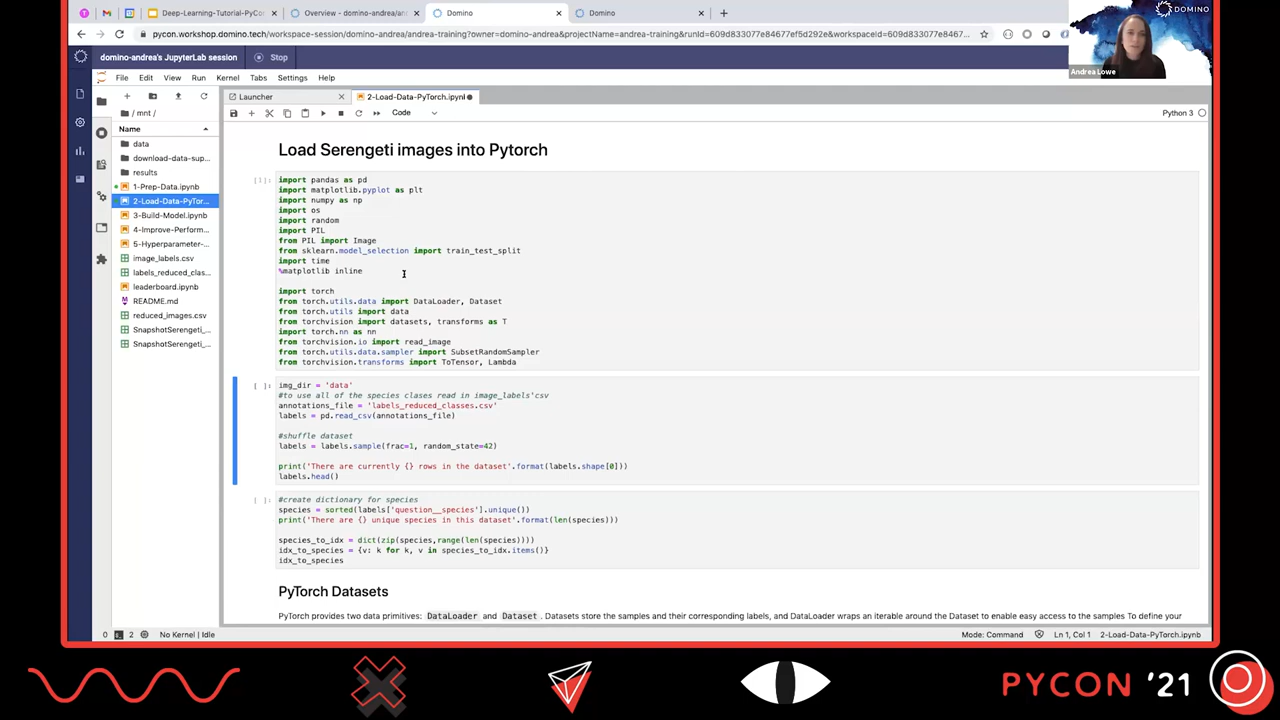 Deep-Learning-Tutorial-PyCon
Overview - domino-andrea/an
Domino
Domino
DOMINO
pycon.workshop.domino.tech/workspace-session/domino-andrea/andrea-training?owner=domino-andrea&projectName=andrea-training&runId=609d833077e84667ef5d292e&workspaceId=609d833077e8467...
Andrea Lowe
domino-andrea's JupyterLab session
Stop
File Edit View Run Kernel Tabs Settings Help
Launcher
2-Load-Data-PyTorch.ipynb
/ mnt /
Code
Python 3
Name
data
download-data-sup...
results
1-Prep-Data.ipynb
2-Load-Data-PyTor...
3-Build-Model.ipynb
4-Improve-Perform...
5-Hyperparameter-...
image_labels.csv
labels_reduced_clas...
leaderboard.ipynb
README.md
reduced_images.csv
SnapshotSerengeti_...
SnapshotSerengeti_...
Load Serengeti images into Pytorch
[1]:
import pandas as pd
import matplotlib.pyplot as plt
import numpy as np
import os
import random
import PIL
from PIL import Image
from sklearn.model_selection import train_test_split
import time
%matplotlib inline
import torch
from torch.utils.data import DataLoader, Dataset
from torch.utils import data
from torchvision import datasets, transforms as T
import torch.nn as nn
from torchvision.io import read_image
from torch.utils.data.sampler import SubsetRandomSampler
from torchvision.transforms import ToTensor, Lambda
[ ]:
img_dir = 'data'
#to use all of the species clases read in image_labels'csv
annotations_file = 'labels_reduced_classes.csv'
labels = pd.read_csv(annotations_file)
#shuffle dataset
labels = labels.sample(frac=1, random_state=42)
print('There are currently {} rows in the dataset'.format(labels.shape[0]))
labels.head()
[ ]:
#create dictionary for species
species = sorted(labels['question__species'].unique())
print('There are {} unique species in this dataset'.format(len(species)))
species_to_idx = dict(zip(species,range(len(species))))
idx_to_species = {v: k for k, v in species_to_idx.items()}
idx_to_species
PyTorch Datasets
PyTorch provides two data primitives: DataLoader and Dataset. Datasets store the samples and their corresponding labels, and DataLoader wraps an iterable around the Dataset to enable easy access to the samples To define your
0 2 No Kernel | Idle
Mode: Command Ln 1, Col 1 2-Load-Data-PyTorch.ipynb
PYCON '21